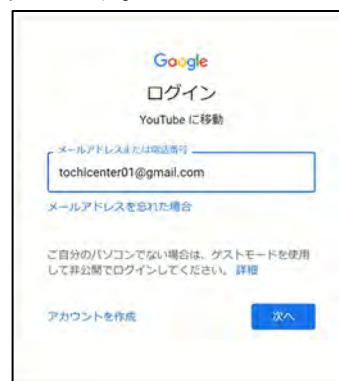 Google
ログイン
YouTube に移動
メールアドレスまたは電話番号
tochicenter01@gmail.com
メールアドレスを忘れた場合
ご自分のパソコンでない場合は、ゲストモードを使用
して非公開でログインしてください。 詳細
アカウントを作成
次へ